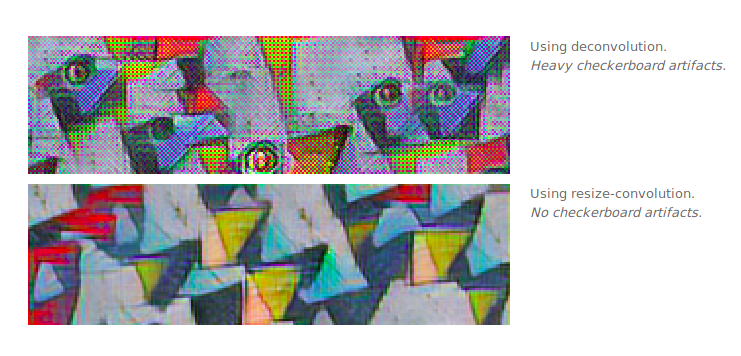 Using deconvolution.
Heavy checkerboard artifacts.
Using resize-convolution.
No checkerboard artifacts.